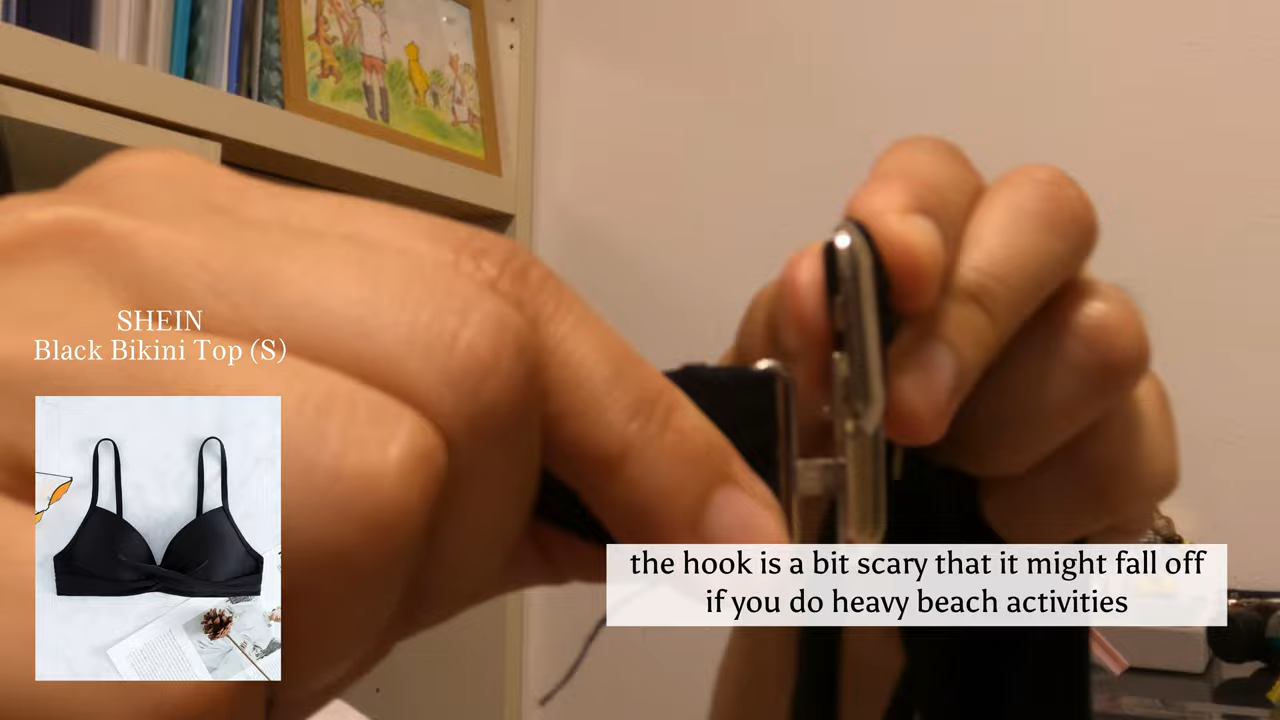 SHEIN
Black Bikini Top (S)
the hook is a bit scary that it might fall off
if you do heavy beach activities